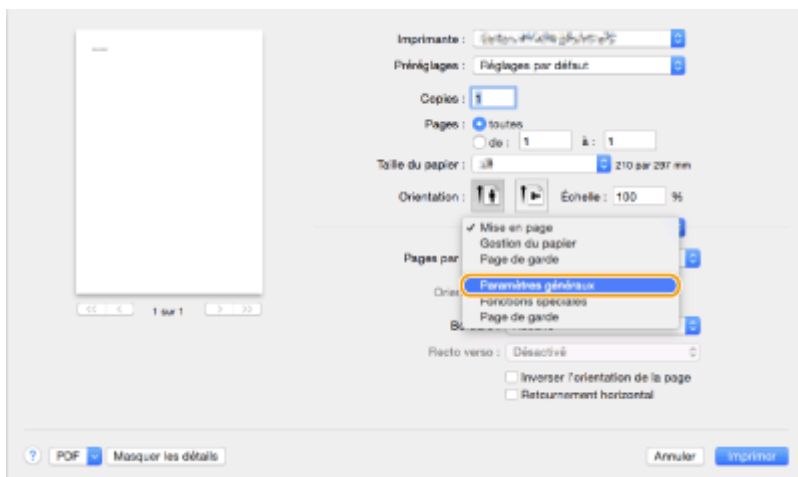 Imprimante :
Préréglages : Réglages par défaut
Copies : 1
Pages : toutes
de : 1 à : 1
Taille du papier : 210 par 297 mm
Orientation : Échelle : 100 %
✓ Mise en page
Gestion du papier
Page de garde
Pages par
Paramètres généraux
Fonctions spéciales
Page de garde
1 sur 1
Recto verso : Désactivé
Inverser l'orientation de la page
Retournement horizontal
? PDF Masquer les détails Annuler Imprimer